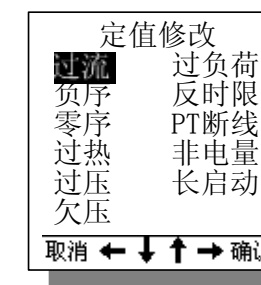 定值修改
过流 过负荷
负序 反时限
零序 PT断线
过热 非电量
过压 长启动
欠压
取消 ← ↓ ↑ → 确认